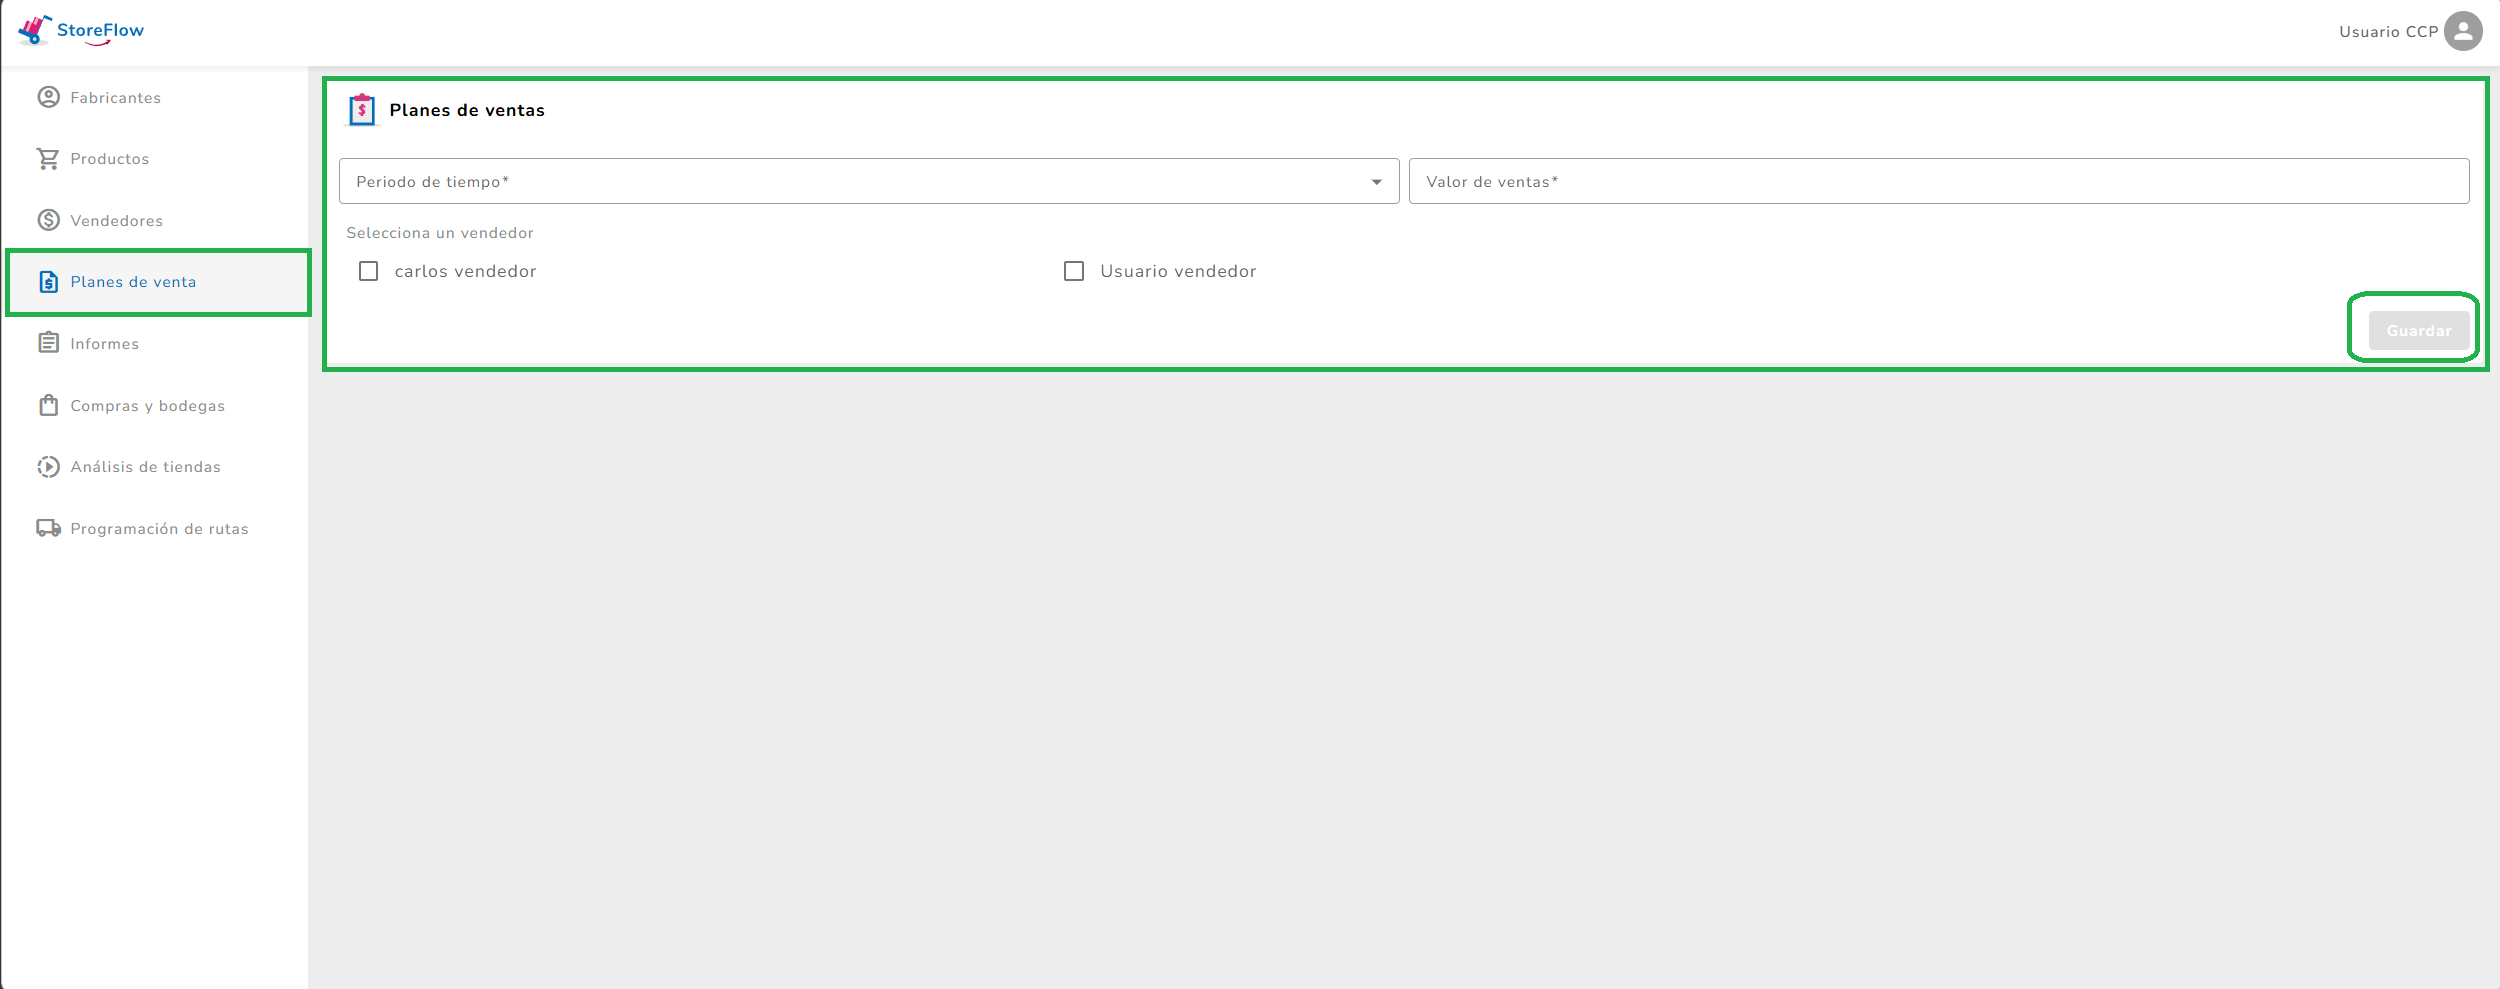 StoreFlow
Usuario CCP
Fabricantes
Productos
Vendedores
Planes de venta
Informes
Compras y bodegas
Análisis de tiendas
Programación de rutas
Planes de ventas
Periodo de tiempo*
Valor de ventas*
Selecciona un vendedor
carlos vendedor
Usuario vendedor
Guardar